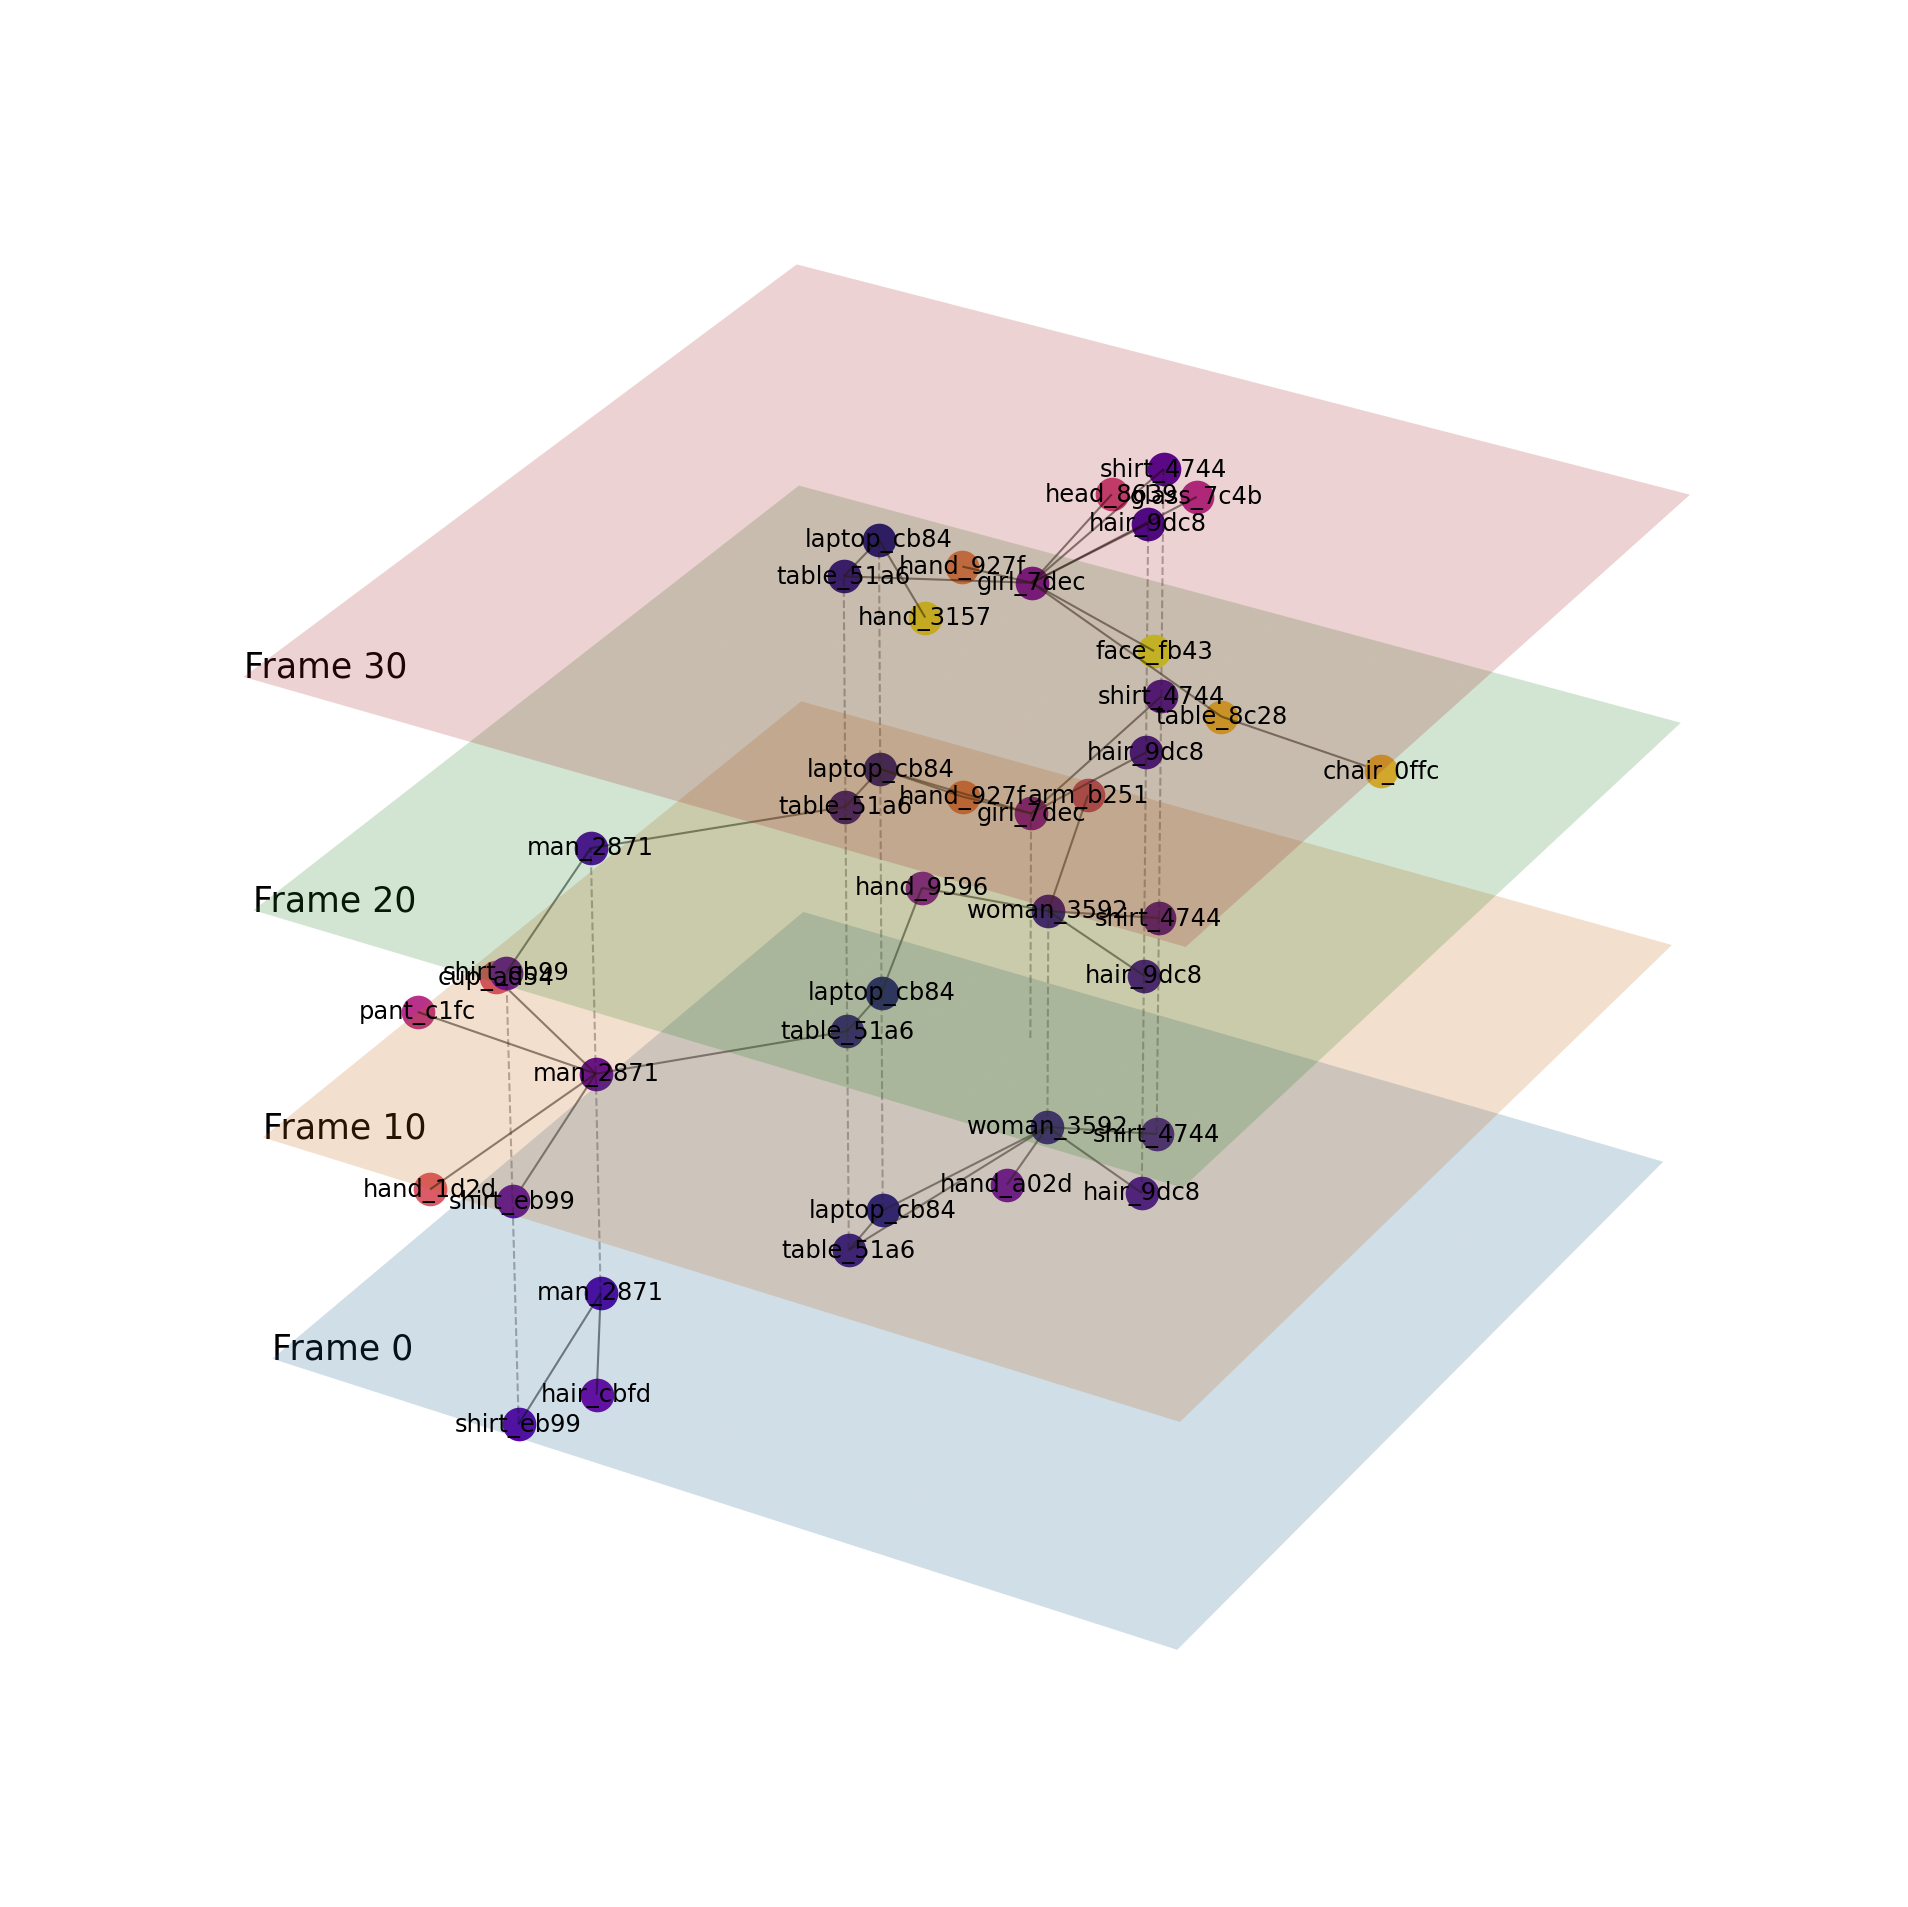 shirt_4744
head_8639
glass_7c4b
hair_9dc8
laptop_cb84
hand_927f
table_51a6
girl_7dec
hand_3157
face_fb43
Frame 30
shirt_4744
table_8c28
hair_9dc8
chair_0ffc
laptop_cb84
hand_927f
arm_b251
table_51a6
girl_7dec
man_2871
Frame 20
hand_9596
woman_3592
shirt_4744
shirt_eb99
hair_9dc8
laptop_cb84
pant_c1fc
table_51a6
man_2871
Frame 10
woman_3592
shirt_4744
hand_a02d
hand_1d2d
hair_9dc8
shirt_eb99
laptop_cb84
table_51a6
man_2871
Frame 0
hair_cbfd
shirt_eb99